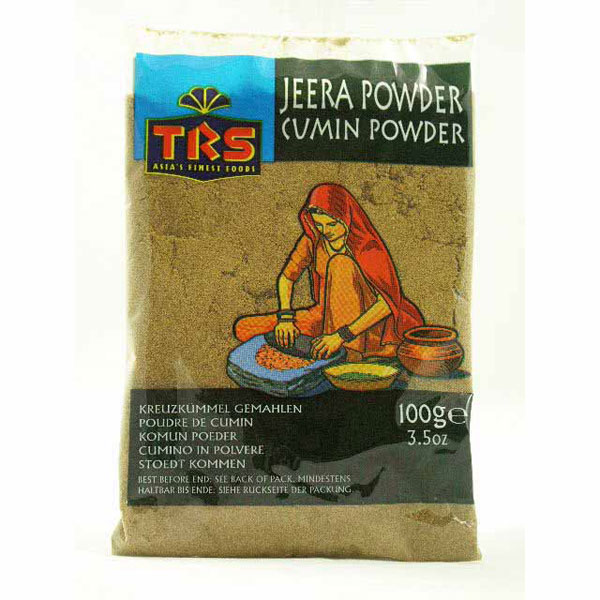 JEERA POWDER
CUMIN POWDER
TRS
ASIA'S FINEST FOODS
KREUZKUMMEL GEMAHLEN
POUDRE DE CUMIN
KOMUN POEDER
CUMINO IN POLVERE
STOEDT KOMMEN
100g℮
3.5oz
BEST BEFORE END: SEE BACK OF PACK. MINDESTENS
HALTBAR BIS ENDE: SIEHE RUCKSEITE DER PACKUNG